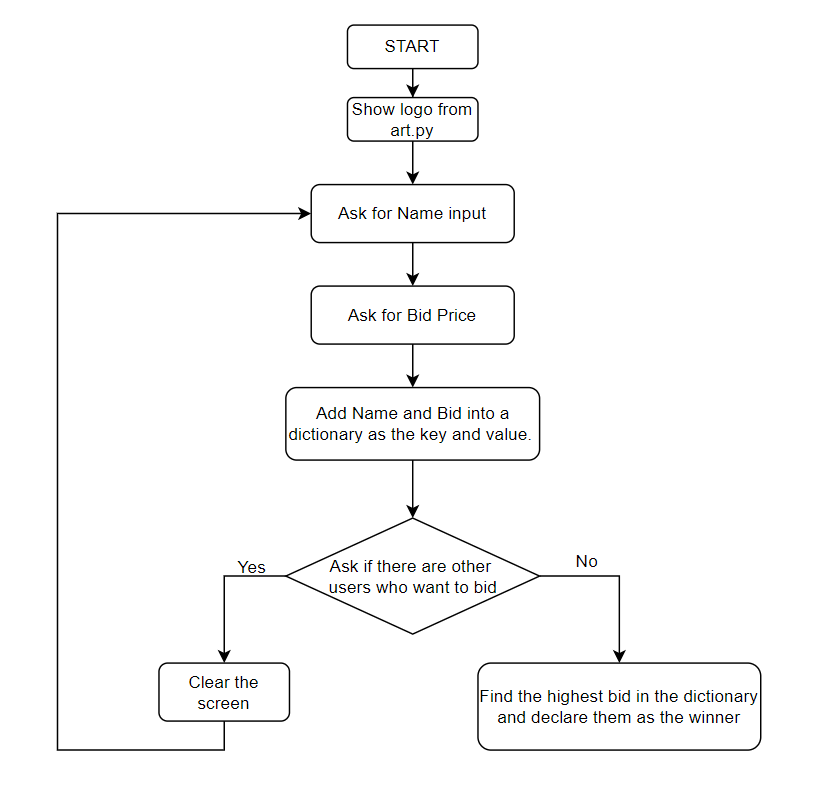 START
Show logo from
art.py
Ask for Name input
Ask for Bid Price
Add Name and Bid into a
dictionary as the key and value.
Ask if there are other
users who want to bid
Yes
No
Clear the
screen
Find the highest bid in the dictionary
and declare them as the winner